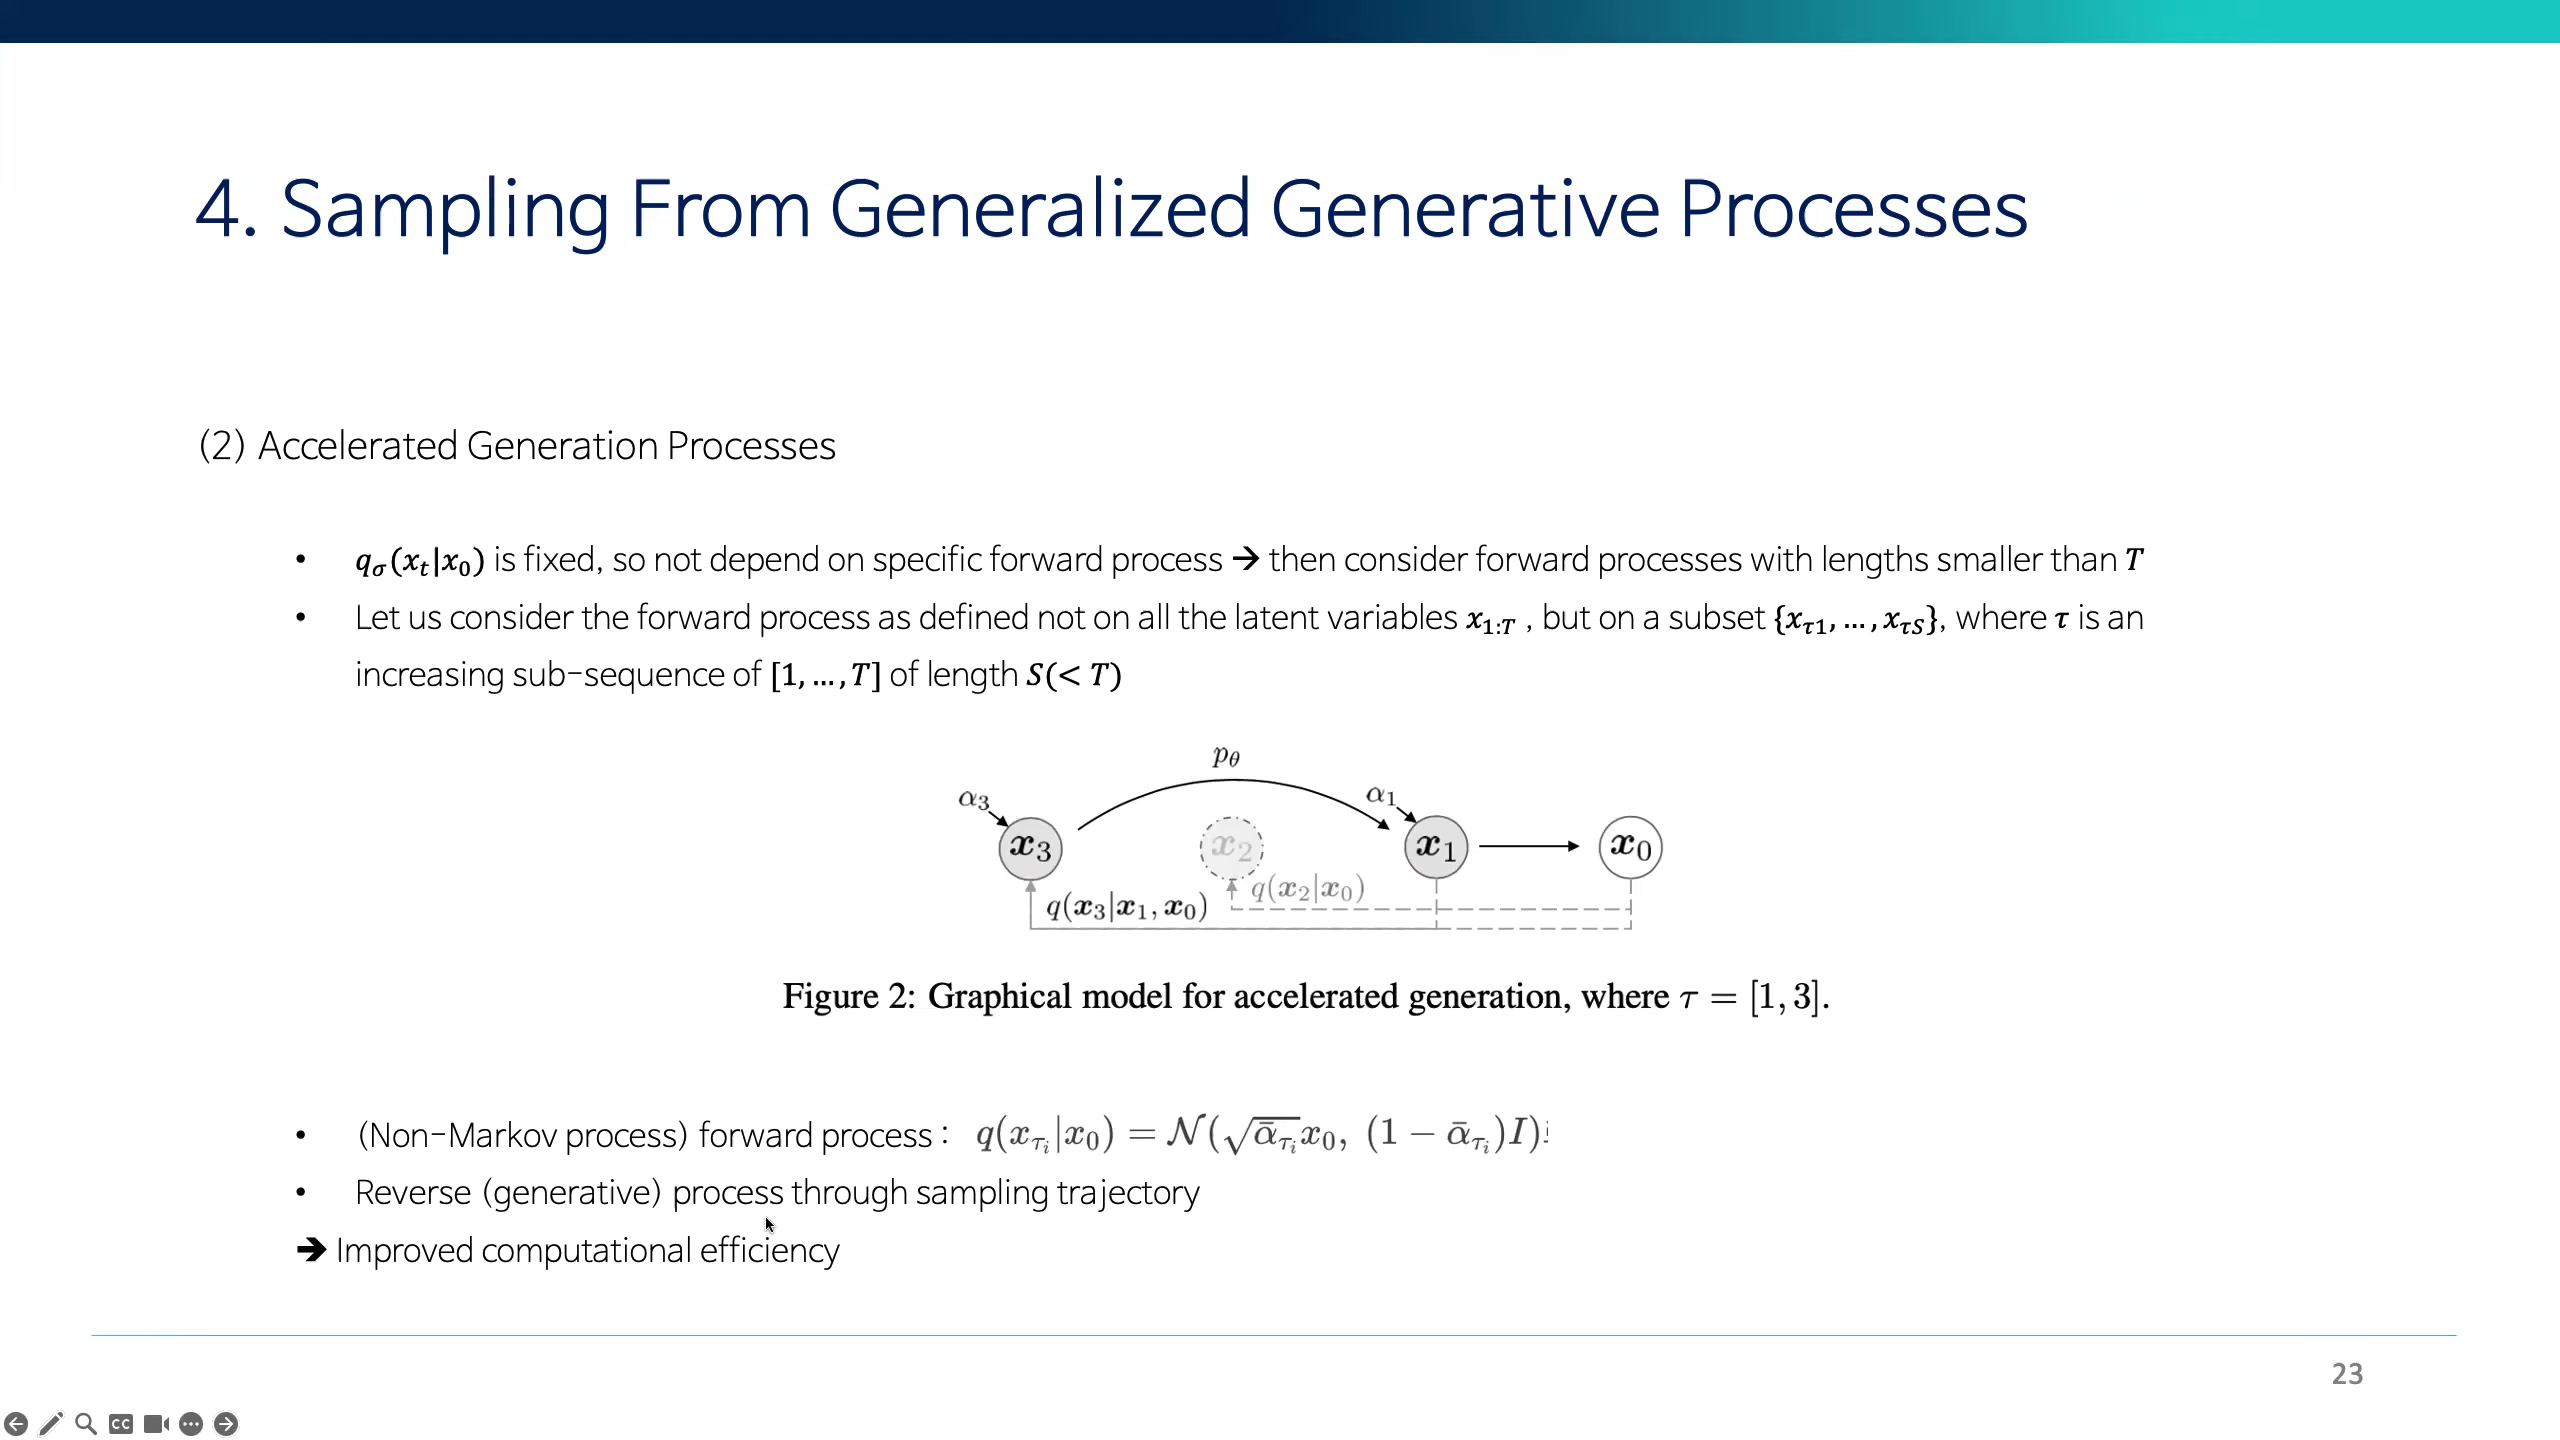 4. Sampling From Generalized Generative Processes
(2) Accelerated Generation Processes
• qσ(xt|x0) is fixed, so not depend on specific forward process ➔ then consider forward processes with lengths smaller than T
• Let us consider the forward process as defined not on all the latent variables x1:T , but on a subset {xτ1, … , xτS}, where τ is an
increasing sub-sequence of [1, … , T] of length S(< T)
pθ
α3
α1
x3
x2
x1
x0
q(x2|x0)
q(x3|x1, x0)
Figure 2: Graphical model for accelerated generation, where τ = [1, 3].
• (Non-Markov process) forward process : q(xτi|x0) = N(√ᾱτi x0, (1 − ᾱτi)I)
• Reverse (generative) process through sampling trajectory
➔ Improved computational efficiency
23
CC